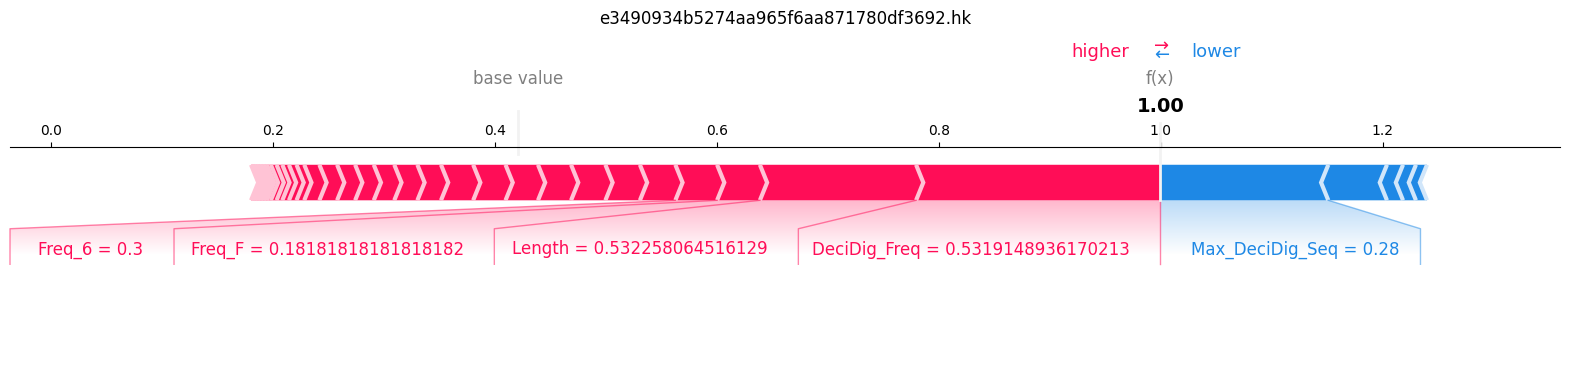 e3490934b5274aa965f6aa871780df3692.hk
higher ⇄ lower
base value
f(x)
1.00
0.0 0.2 0.4 0.6 0.8 1.0 1.2
Freq_6 = 0.3
Freq_F = 0.18181818181818182
Length = 0.532258064516129
DeciDig_Freq = 0.5319148936170213
Max_DeciDig_Seq = 0.28